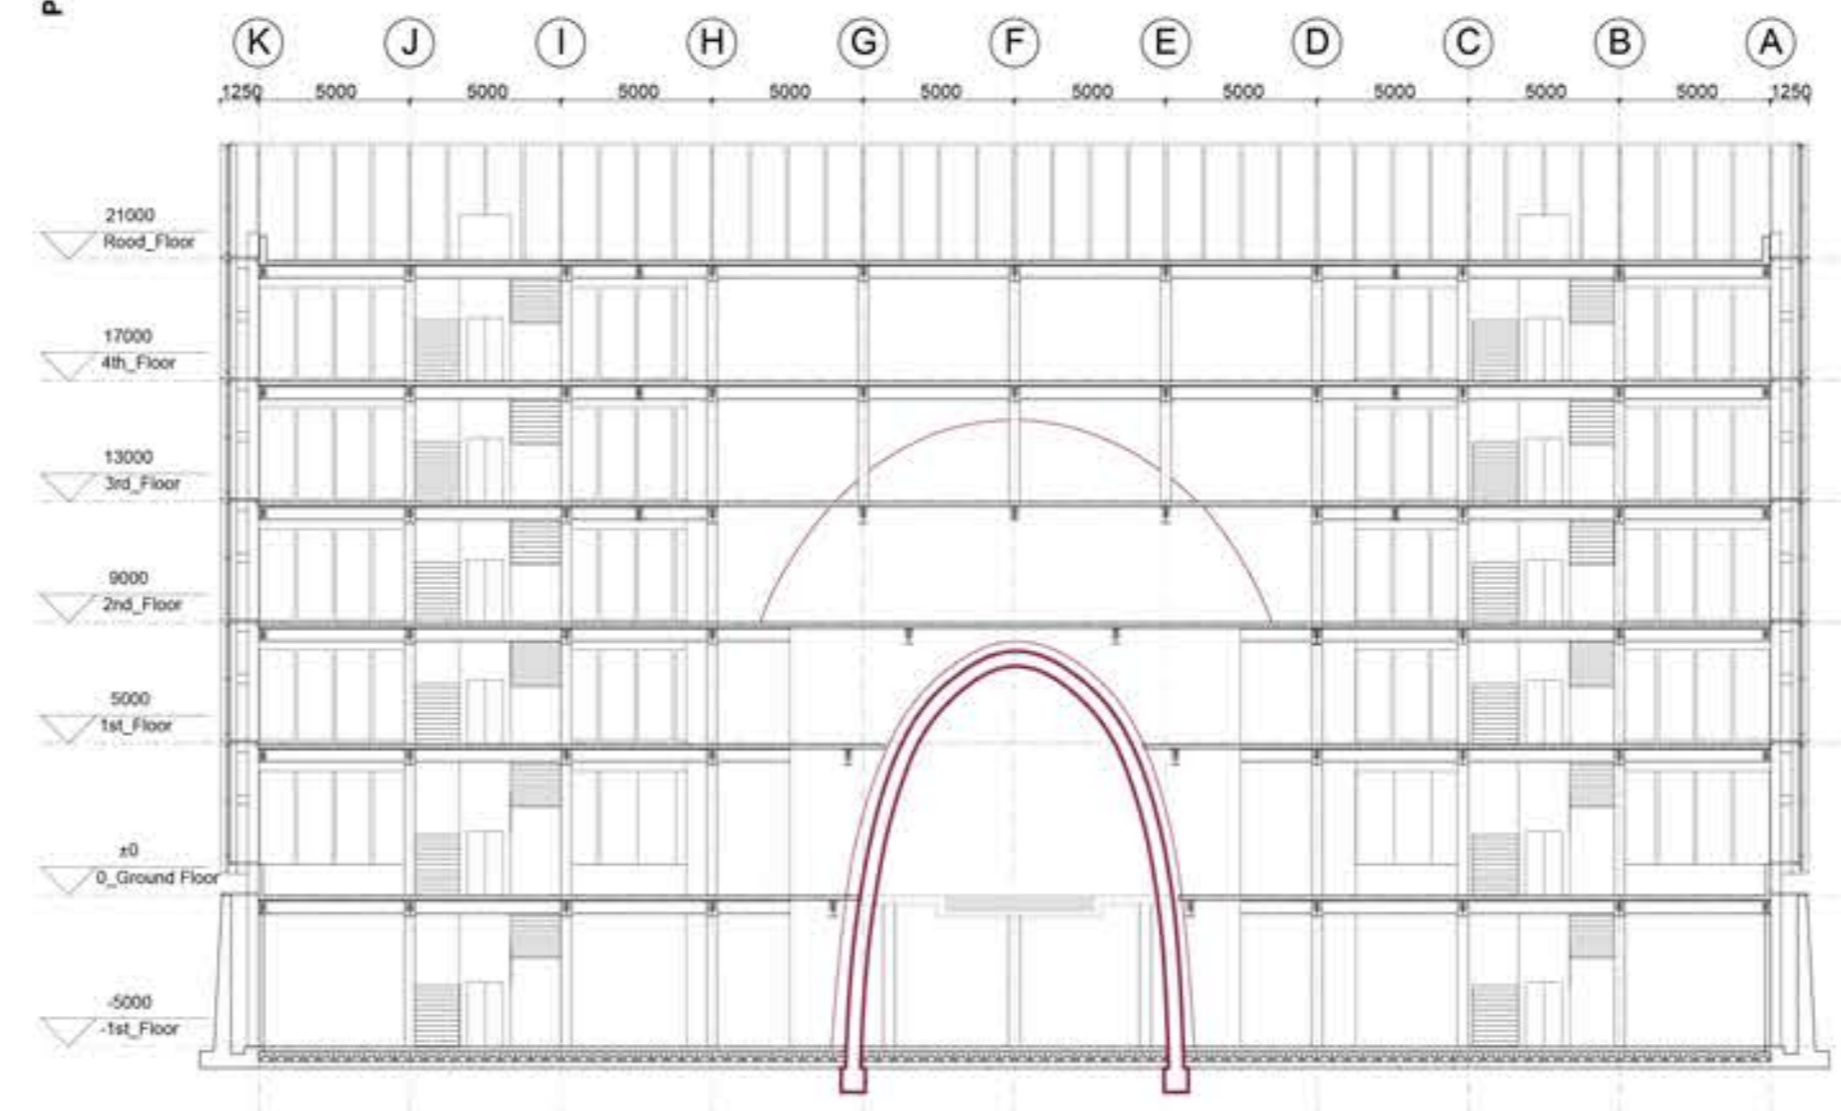 P
K J I H G F E D C B A
1250 5000 5000 5000 5000 5000 5000 5000 5000 5000 5000 1250
21000
Rood_Floor
17000
4th_Floor
13000
3rd_Floor
9000
2nd_Floor
5000
1st_Floor
±0
0_Ground Floor
-5000
-1st_Floor